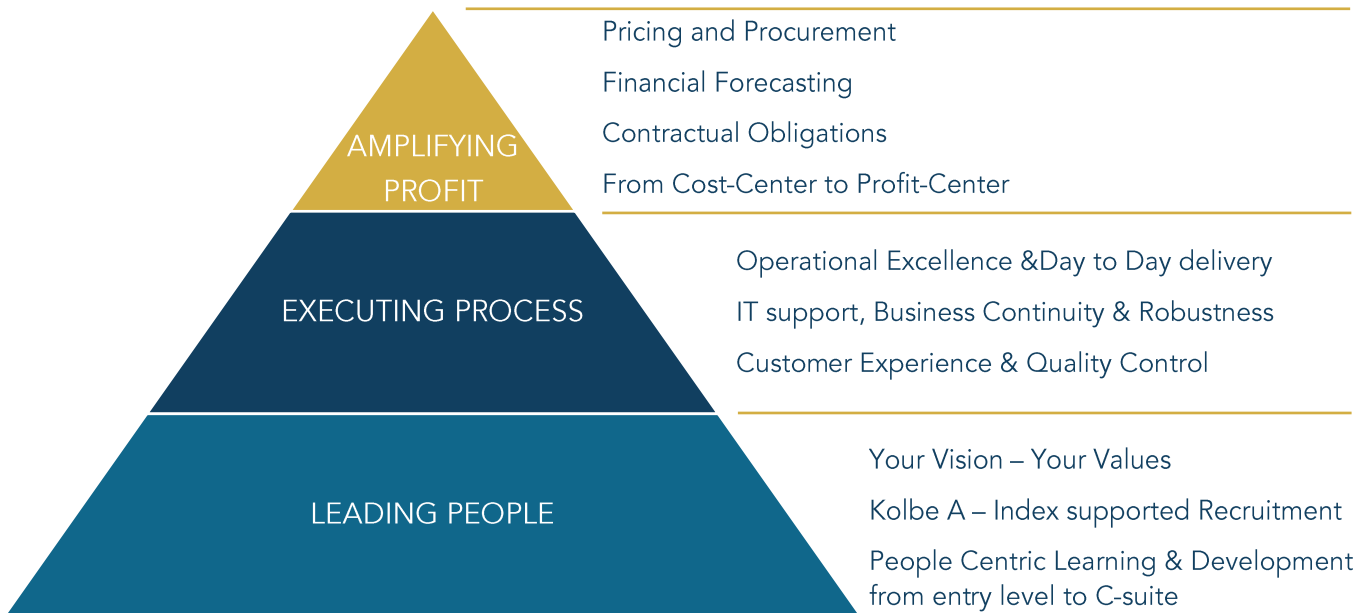 AMPLIFYING
PROFIT
Pricing and Procurement
Financial Forecasting
Contractual Obligations
From Cost-Center to Profit-Center
EXECUTING PROCESS
Operational Excellence &Day to Day delivery
IT support, Business Continuity & Robustness
Customer Experience & Quality Control
LEADING PEOPLE
Your Vision – Your Values
Kolbe A – Index supported Recruitment
People Centric Learning & Development
from entry level to C-suite